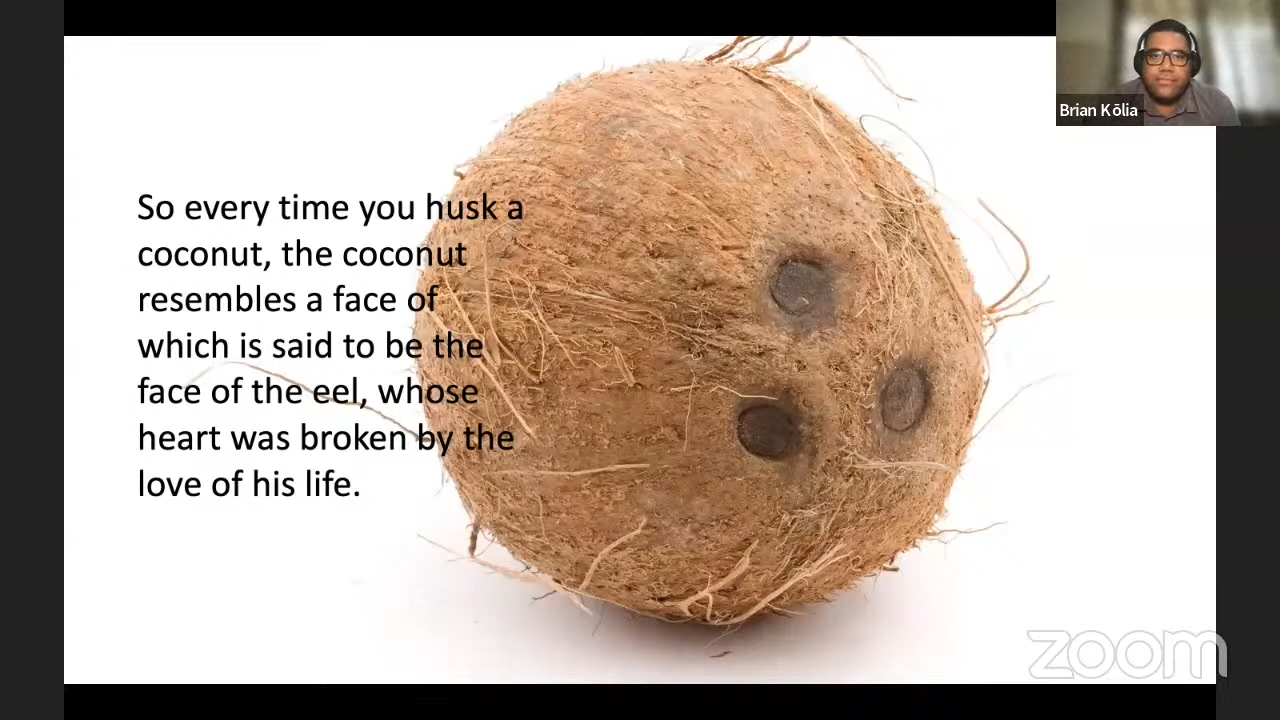 So every time you husk a
coconut, the coconut
resembles a face of
which is said to be the
face of the eel, whose
heart was broken by the
love of his life.
Brian Kōlia
zoom